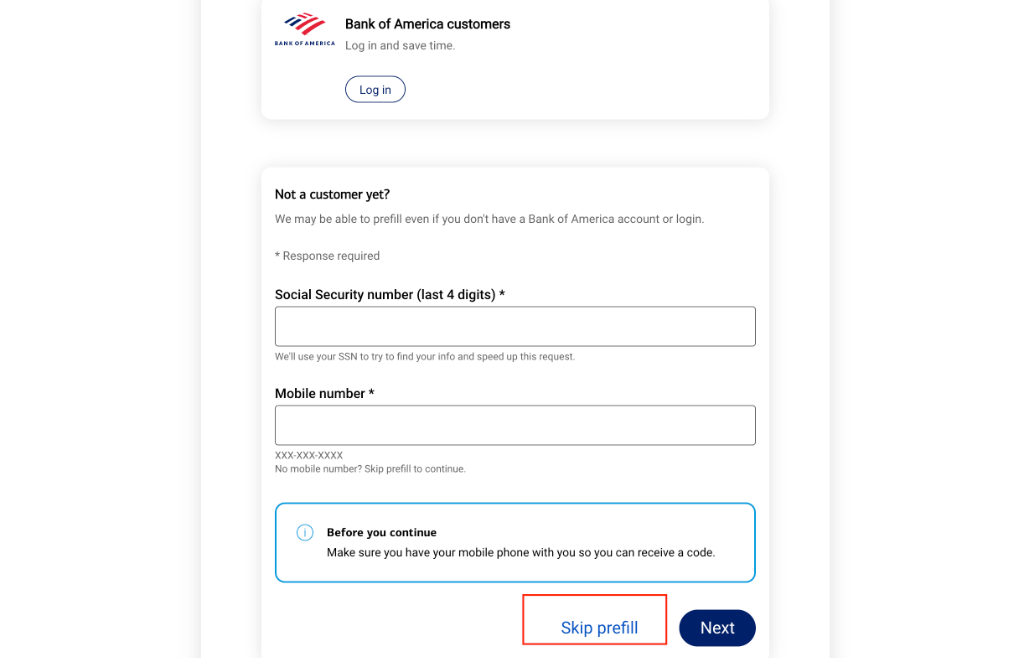 Bank of America customers
BANK OF AMERICA
Log in and save time.
Log in
Not a customer yet?
We may be able to prefill even if you don't have a Bank of America account or login.
* Response required
Social Security number (last 4 digits) *
We'll use your SSN to try to find your info and speed up this request.
Mobile number *
XXX-XXX-XXXX
No mobile number? Skip prefill to continue.
Before you continue
Make sure you have your mobile phone with you so you can receive a code.
Skip prefill
Next